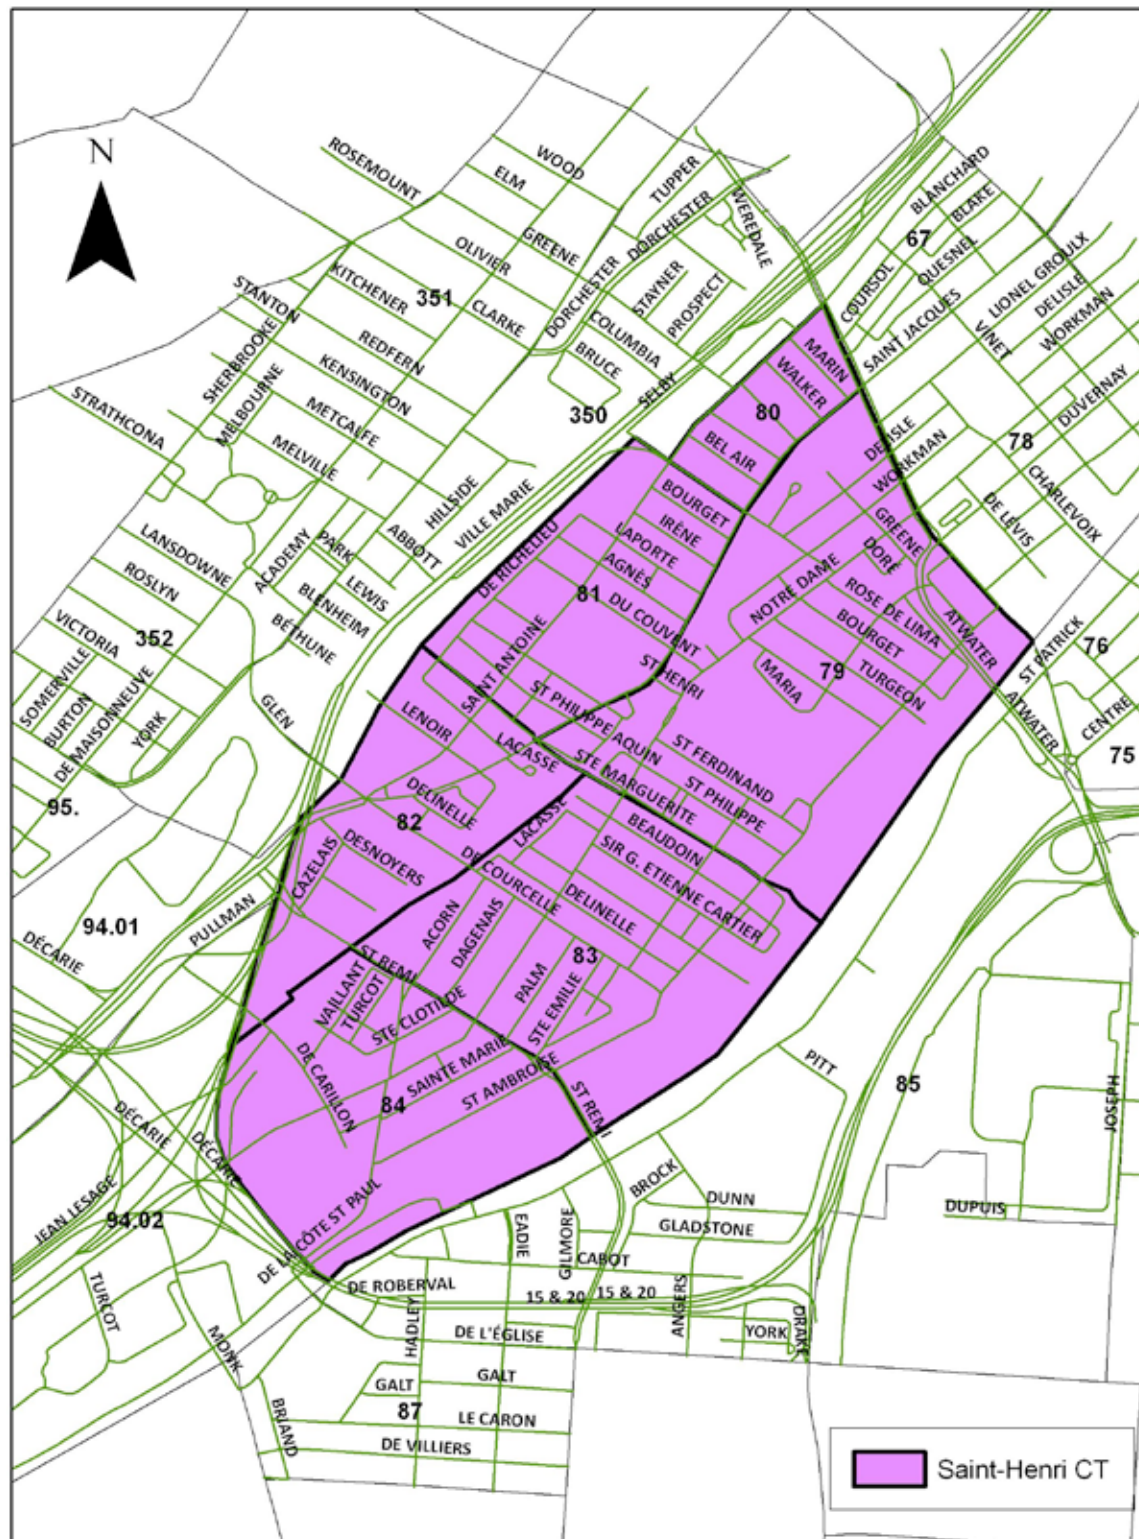 N
ROSEMOUNT
WOOD
ELM
TUPPER
DORCHESTER
WEREDALE
BLANCHARD
BLAKE
67
QUESNEL
COURSOL
LIONEL GROULX
DELISLE
WORKMAN
SAINT JACQUES
VINET
DUVERNAY
GREENE
OLIVIER
KITCHENER
351
CLARKE
DORCHESTER
STAYNER
PROSPECT
COLUMBIA
BRUCE
STANTON
SHERBROOKE
REDFERN
KENSINGTON
METCALFE
MELBOURNE
MELVILLE
STRATHCONA
350
SELBY
MARIN
WALKER
80
BEL AIR
DELISLE
WORKMAN
78
CHARLEVOIX
DE LÉVIS
GREENE
DORÉ
HILLSIDE
VILLE MARIE
ABBOTT
PARK
ACADEMY
LEWIS
BLENHEIM
BÉTHUNE
LANSDOWNE
ROSLYN
VICTORIA
352
SOMERVILLE
BURTON
DE MAISONNEUVE
YORK
95.
GLEN
BOURGET
IRÈNE
LAPORTE
AGNÈS
DE RICHELIEU
81
DU COUVENT
NOTRE DAME
ROSE DE LIMA
BOURGET
ATWATER
TURGEON
79
MARIA
ST HENRI
SAINT ANTOINE
ST PHILIPPE
AQUIN
LENOIR
LACASSE
STE MARGUERITE
ST FERDINAND
ST PHILIPPE
ST PATRICK
76
ATWATER
CENTRE
75
DELINELLE
82
DESNOYERS
CAZELAIS
LACASSE
BEAUDOIN
SIR G. ETIENNE CARTIER
DE COURCELLE
DELINELLE
ACORN
DAGENAIS
83
PALM
STE EMILIE
ST REMI
VAILLANT
TURCOT
STE CLOTILDE
94.01
PULLMAN
DÉCARIE
DE CARILLON
SAINTE MARIE
ST AMBROISE
84
ST REMI
PITT
85
JOSEPH
DÉCARIE
DÉCARIE
JEAN LESAGE
94.02
DE LA CÔTE ST PAUL
BROCK
DUNN
GLADSTONE
DUPUIS
EADIE
GILMORE
CABOT
TURCOT
DE ROBERVAL
15 & 20
15 & 20
ANGERS
HADLEY
DE L'ÉGLISE
YORK
DRAKE
MONK
GALT
GALT
87
LE CARON
BRIAND
DE VILLIERS
Saint-Henri CT